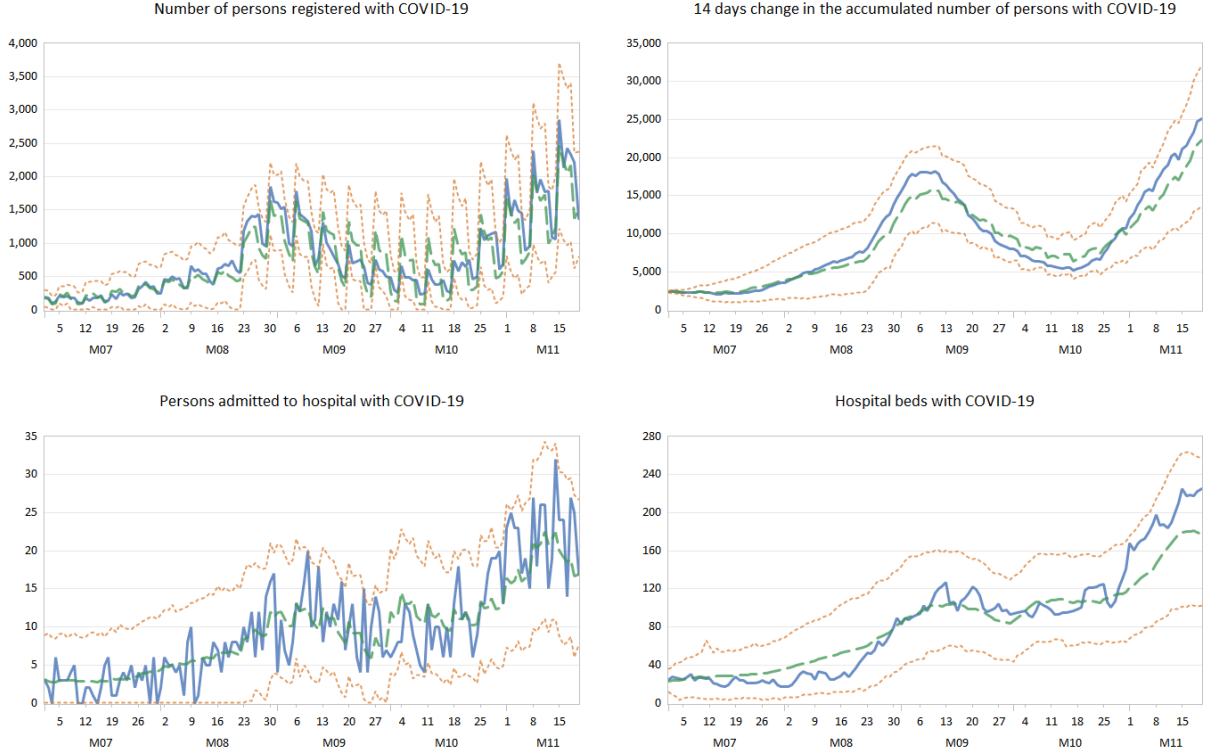 Number of persons registered with COVID-19
4,000
3,500
3,000
2,500
2,000
1,500
1,000
500
0
5 12 19 26 2 9 16 23 30 6 13 20 27 4 11 18 25 1 8 15
M07 M08 M09 M10 M11
14 days change in the accumulated number of persons with COVID-19
35,000
30,000
25,000
20,000
15,000
10,000
5,000
0
5 12 19 26 2 9 16 23 30 6 13 20 27 4 11 18 25 1 8 15
M07 M08 M09 M10 M11
Persons admitted to hospital with COVID-19
35
30
25
20
15
10
5
0
5 12 19 26 2 9 16 23 30 6 13 20 27 4 11 18 25 1 8 15
M07 M08 M09 M10 M11
Hospital beds with COVID-19
280
240
200
160
120
80
40
0
5 12 19 26 2 9 16 23 30 6 13 20 27 4 11 18 25 1 8 15
M07 M08 M09 M10 M11